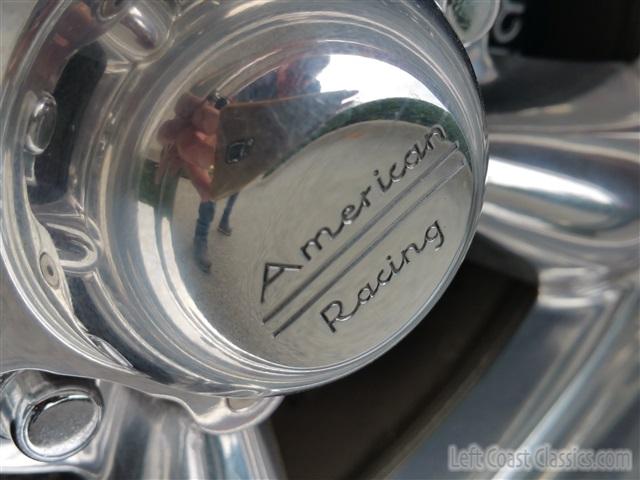 American
Racing
Left Coast Classics.com